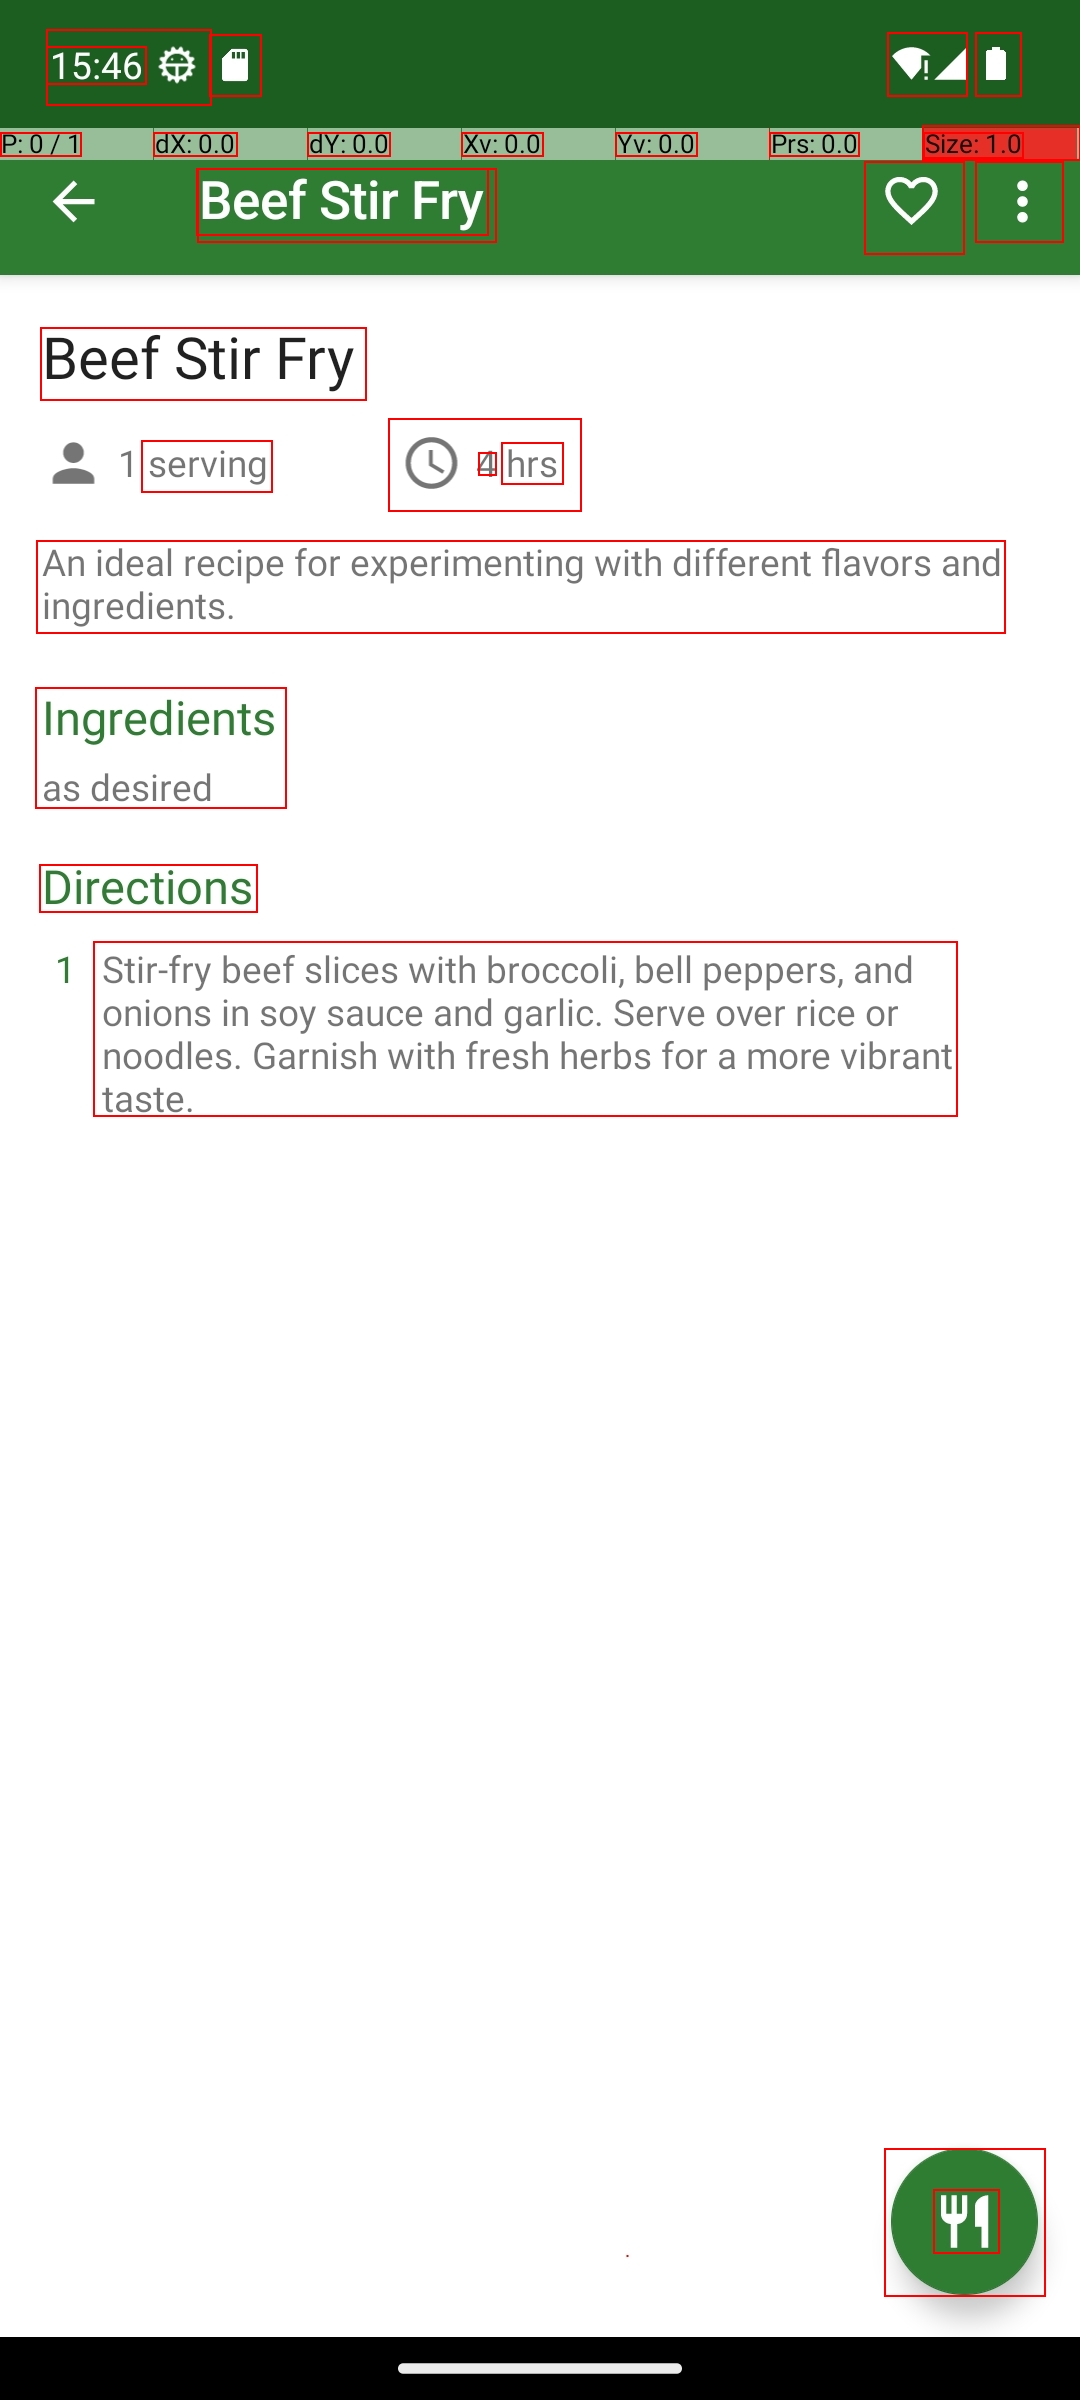 15:46
P: 0 / 1 dX: 0.0 dY: 0.0 Xv: 0.0 Yv: 0.0 Prs: 0.0 Size: 1.0
Beef Stir Fry
Beef Stir Fry
1 serving 4 hrs
An ideal recipe for experimenting with different flavors and
ingredients.
Ingredients
as desired
Directions
1 Stir-fry beef slices with broccoli, bell peppers, and
onions in soy sauce and garlic. Serve over rice or
noodles. Garnish with fresh herbs for a more vibrant
taste.